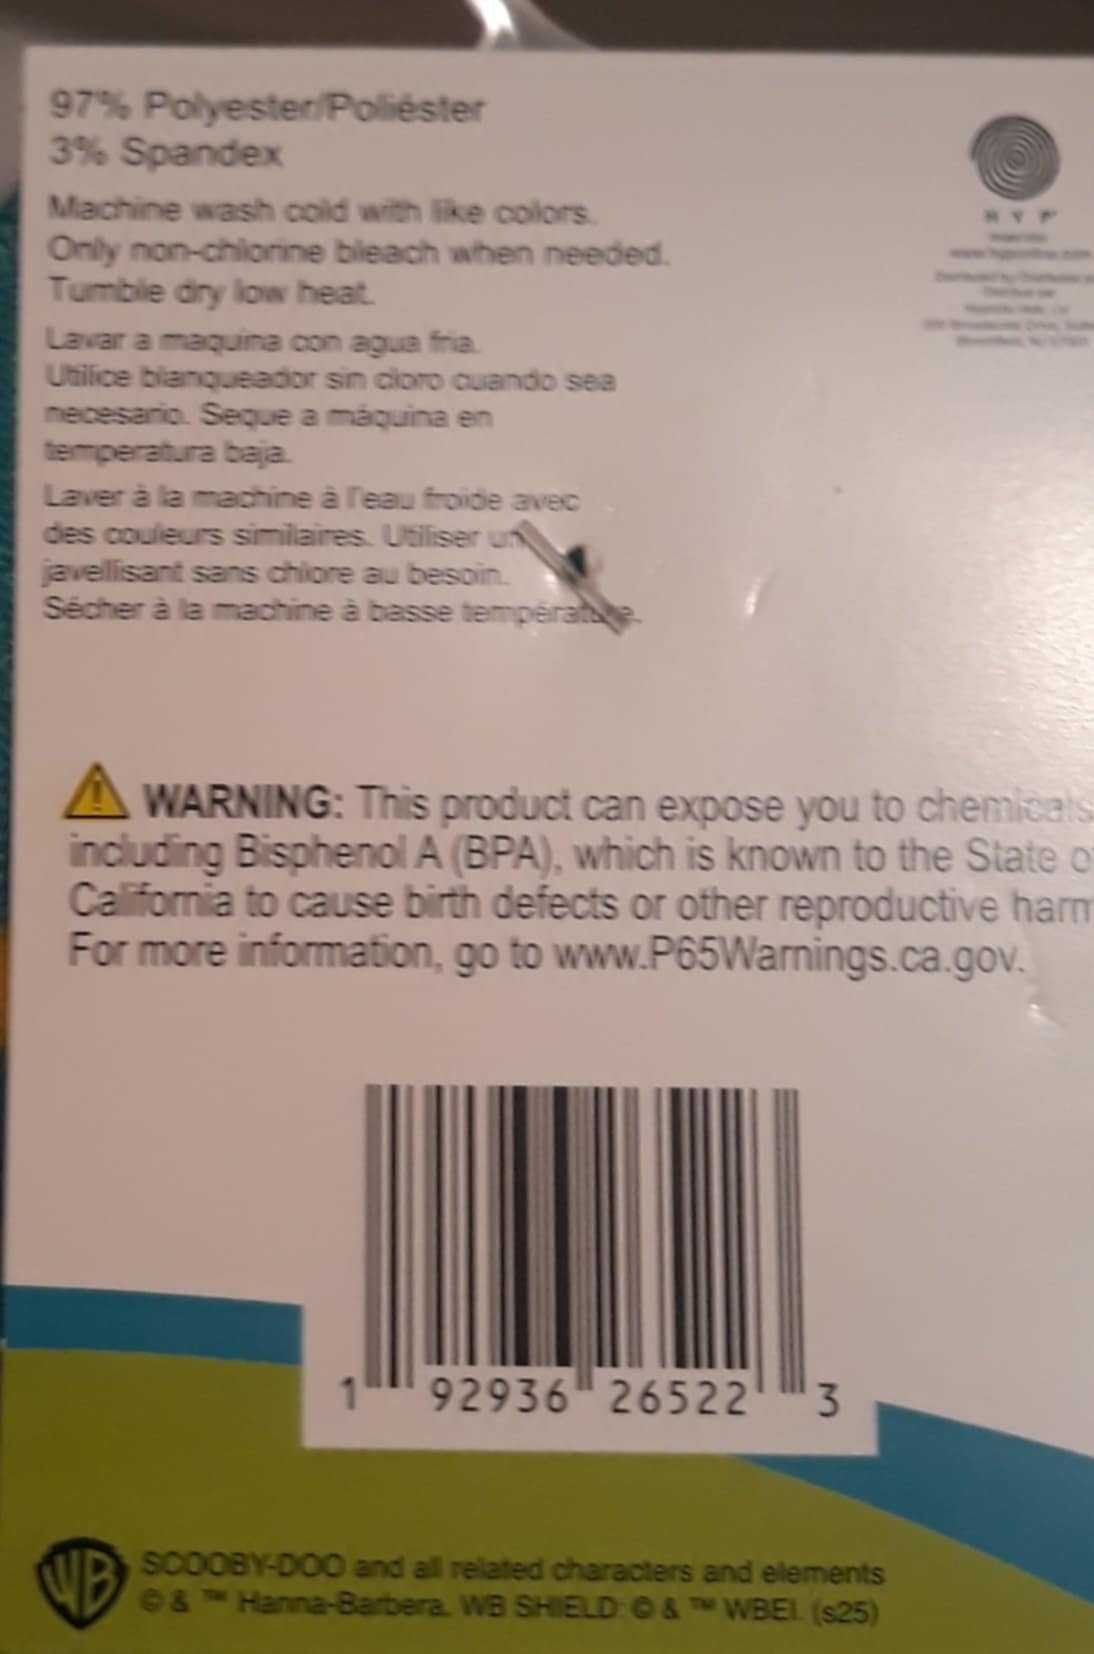 97% Polyester/Poliéster
3% Spandex
Machine wash cold with like colors.
Only non-chlorine bleach when needed.
Tumble dry low heat.
Lavar a maquina con agua fria.
Utilice blanqueador sin cloro cuando sea
necesario. Seque a máquina en
temperatura baja.
Laver à la machine à l'eau froide avec
des couleurs similaires. Utiliser un
javellisant sans chlore au besoin.
Sécher à la machine à basse température.
HYP
WARNING: This product can expose you to chemicals
including Bisphenol A (BPA), which is known to the State o
California to cause birth defects or other reproductive harm
For more information, go to www.P65Warnings.ca.gov.
1 92936 26522 3
WB
SCOOBY-DOO and all related characters and elements
© & ™ Hanna-Barbera. WB SHIELD: © & ™ WBEI. (s25)